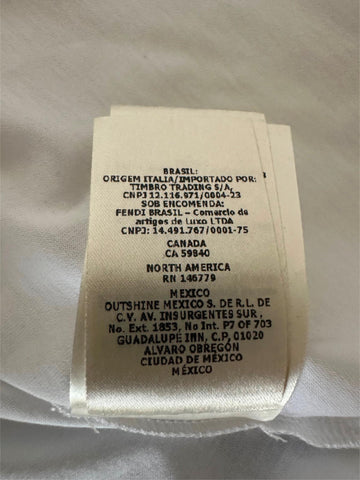 BRASIL:
ORIGEM ITALIA/IMPORTADO POR:
TIMBRO TRADING S/A,
CNPJ 12.116.971/0004-23
SOB ENCOMENDA:
FENDI BRASIL – Comercio de
artigos de Luxo LTDA
CNPJ: 14.491.767/0001-75
CANADA
CA 59840
NORTH AMERICA
RN 146779
MEXICO
OUTSHINE MEXICO S. DE R.L. DE
C.V. AV. INSURGENTES SUR ,
No. Ext. 1853, No Int. P7 OF 703
GUADALUPE INN, C.P, 01020
ALVARO OBREGÓN
CIUDAD DE MÉXICO
MÉXICO